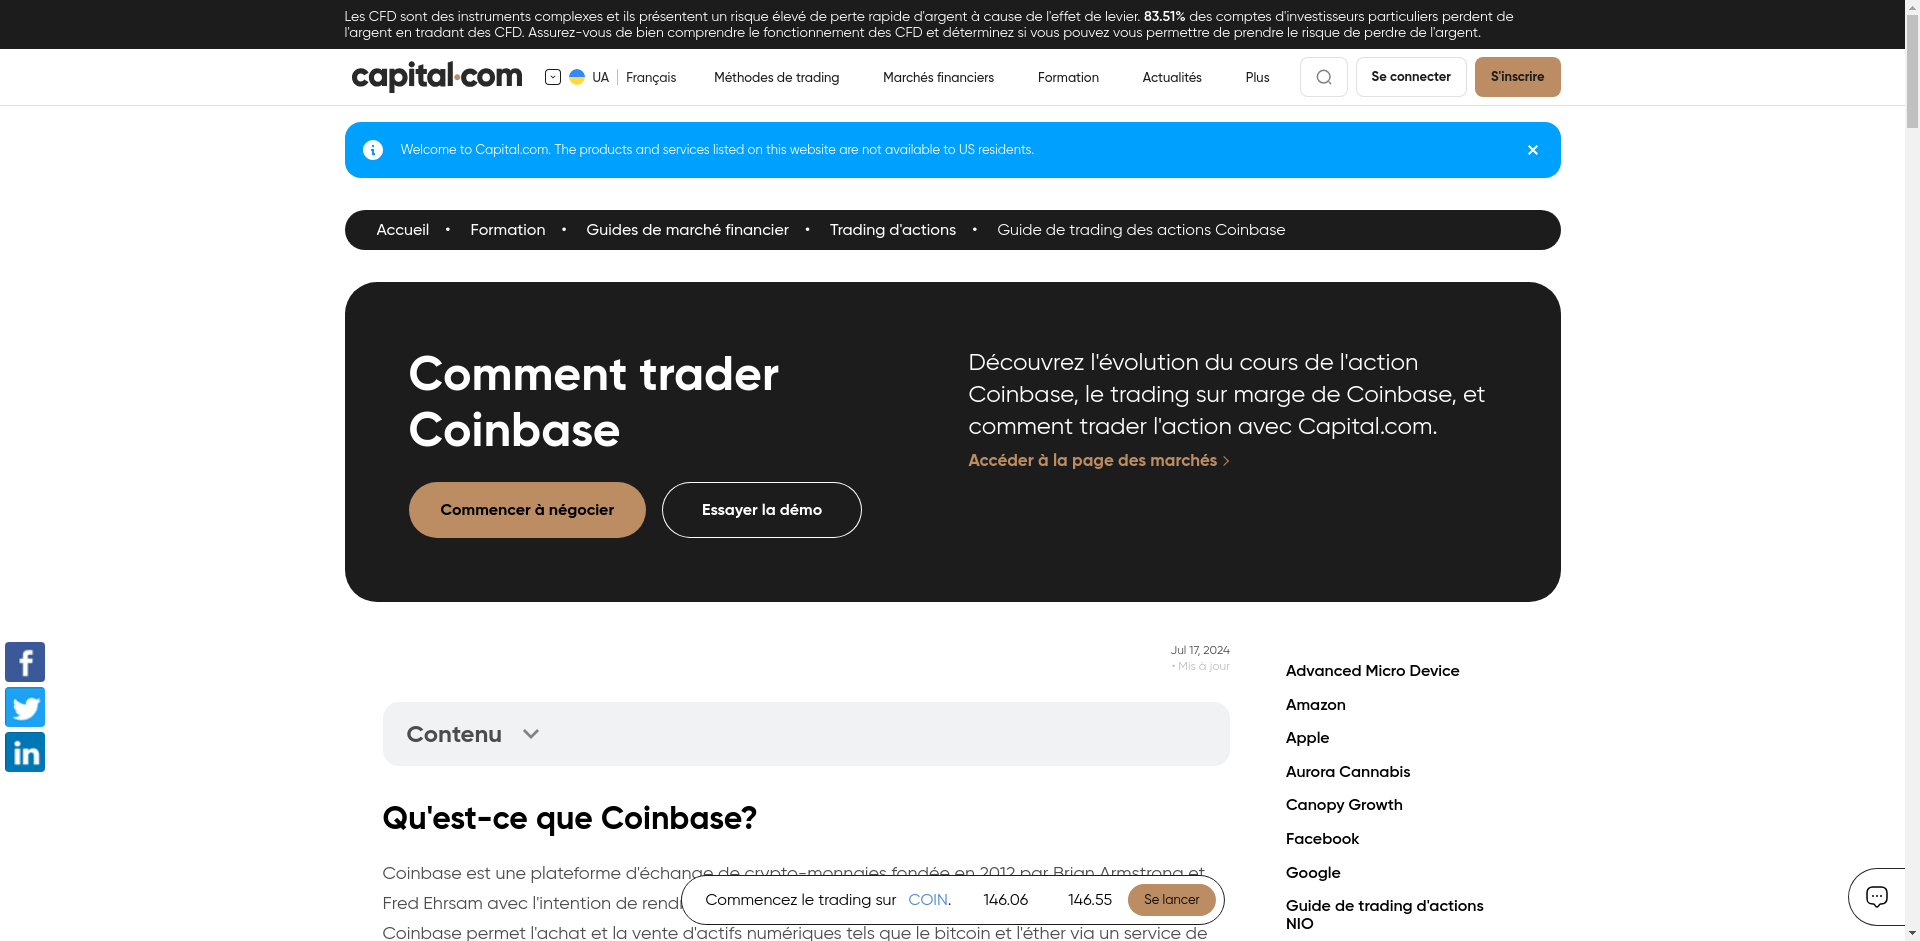 Les CFD sont des instruments complexes et ils présentent un risque élevé de perte rapide d'argent à cause de l'effet de levier. 83.51% des comptes d'investisseurs particuliers perdent de
l'argent en tradant des CFD. Assurez-vous de bien comprendre le fonctionnement des CFD et déterminez si vous pouvez vous permettre de prendre le risque de perdre de l'argent.
capital.com UA Français Méthodes de trading Marchés financiers Formation Actualités Plus Se connecter S'inscrire
Welcome to Capital.com. The products and services listed on this website are not available to US residents.
Accueil • Formation • Guides de marché financier • Trading d'actions • Guide de trading des actions Coinbase
Comment trader
Coinbase
Commencer à négocier Essayer la démo
Découvrez l'évolution du cours de l'action
Coinbase, le trading sur marge de Coinbase, et
comment trader l'action avec Capital.com.
Accéder à la page des marchés
Jul 17, 2024
• Mis à jour
Contenu
Qu'est-ce que Coinbase?
Coinbase est une plateforme d'échange de crypto-monnaies fondée en 2012 par Brian Armstrong et
Fred Ehrsam avec l'intention de
Coinbase permet l'achat et la vente d'actifs numériques tels que le bitcoin et l'éther via un service de
Commencez le trading sur COIN. 146.06 146.55 Se lancer
Advanced Micro Device
Amazon
Apple
Aurora Cannabis
Canopy Growth
Facebook
Google
Guide de trading d'actions
NIO